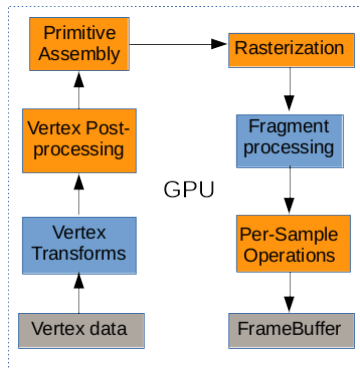 Primitive
Assembly
Rasterization
Vertex Post-
processing
Fragment
processing
GPU
Vertex
Transforms
Per-Sample
Operations
Vertex data
FrameBuffer